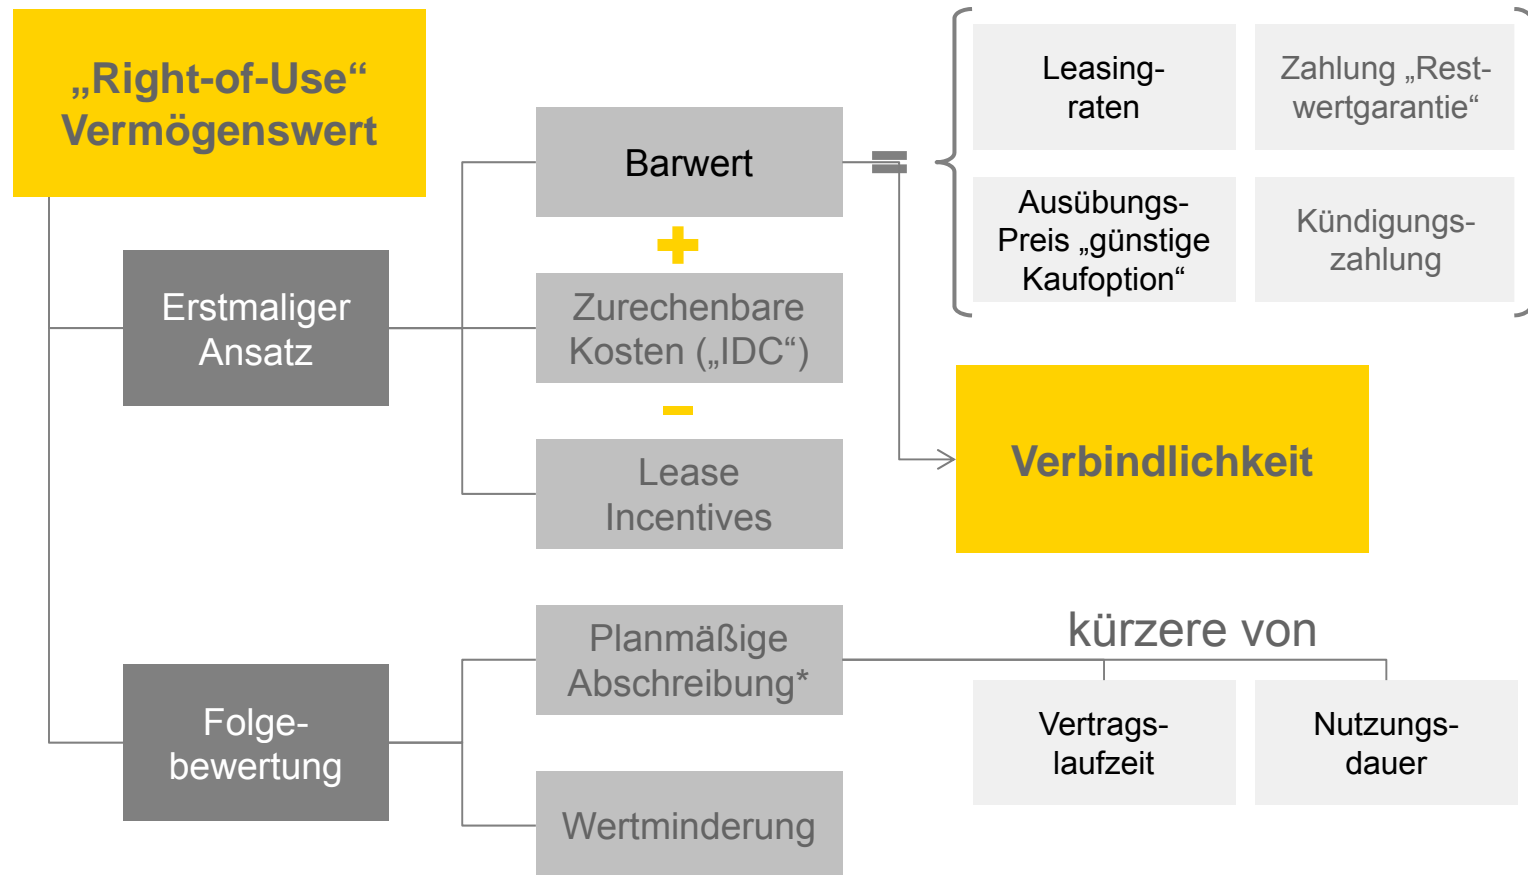 „Right-of-Use“
Vermögenswert
Erstmaliger
Ansatz
Barwert
+
Zurechenbare
Kosten („IDC“)
-
Lease
Incentives
=
Leasing-
raten
Zahlung „Rest-
wertgarantie“
Ausübungs-
Preis „günstige
Kaufoption“
Kündigungs-
zahlung
Verbindlichkeit
Folge-
bewertung
Planmäßige
Abschreibung*
kürzere von
Vertrags-
laufzeit
Nutzungs-
dauer
Wertminderung